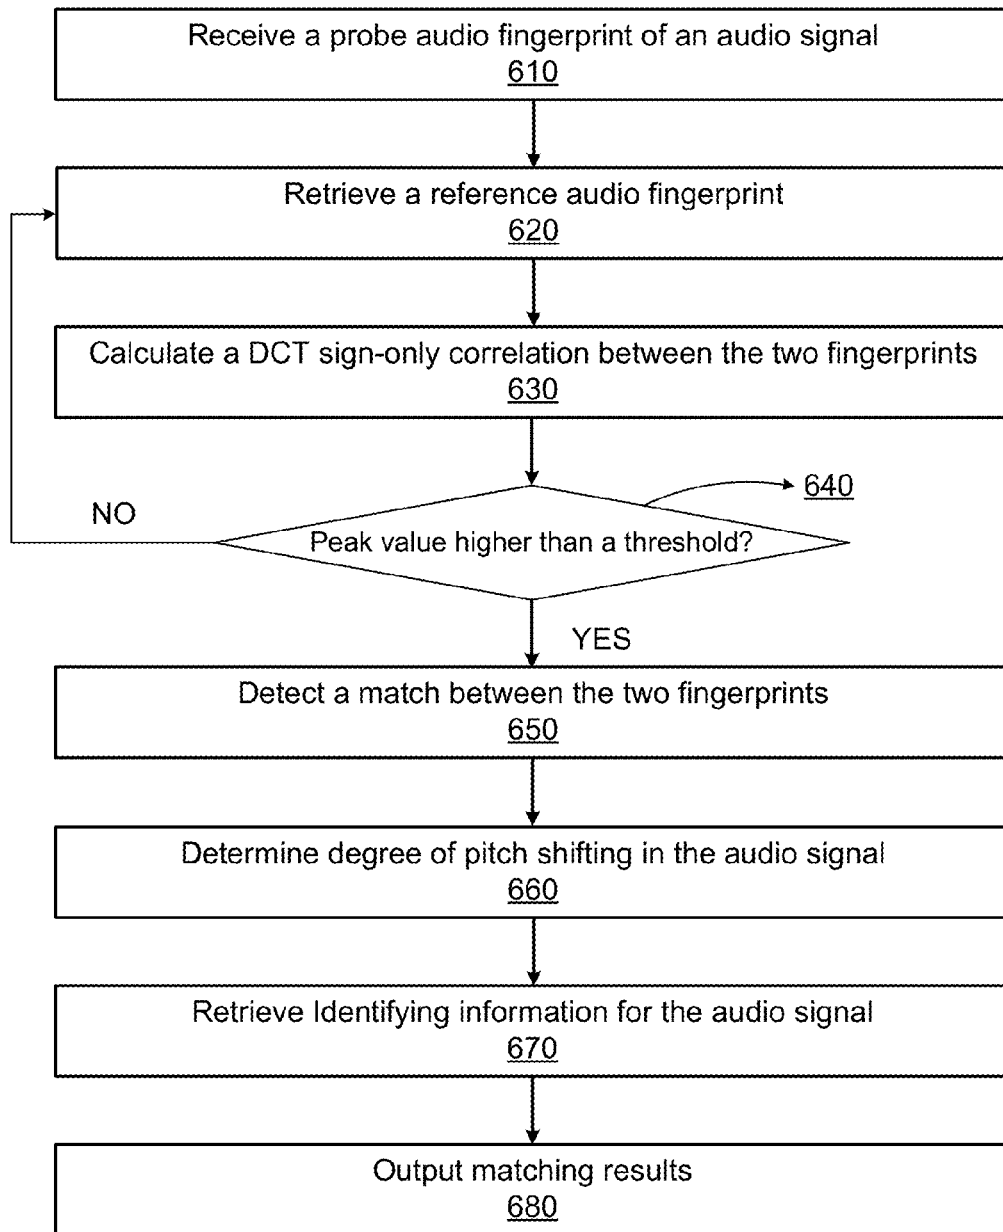 Receive a probe audio fingerprint of an audio signal
610
Retrieve a reference audio fingerprint
620
Calculate a DCT sign-only correlation between the two fingerprints
630
640
NO
Peak value higher than a threshold?
YES
Detect a match between the two fingerprints
650
Determine degree of pitch shifting in the audio signal
660
Retrieve Identifying information for the audio signal
670
Output matching results
680